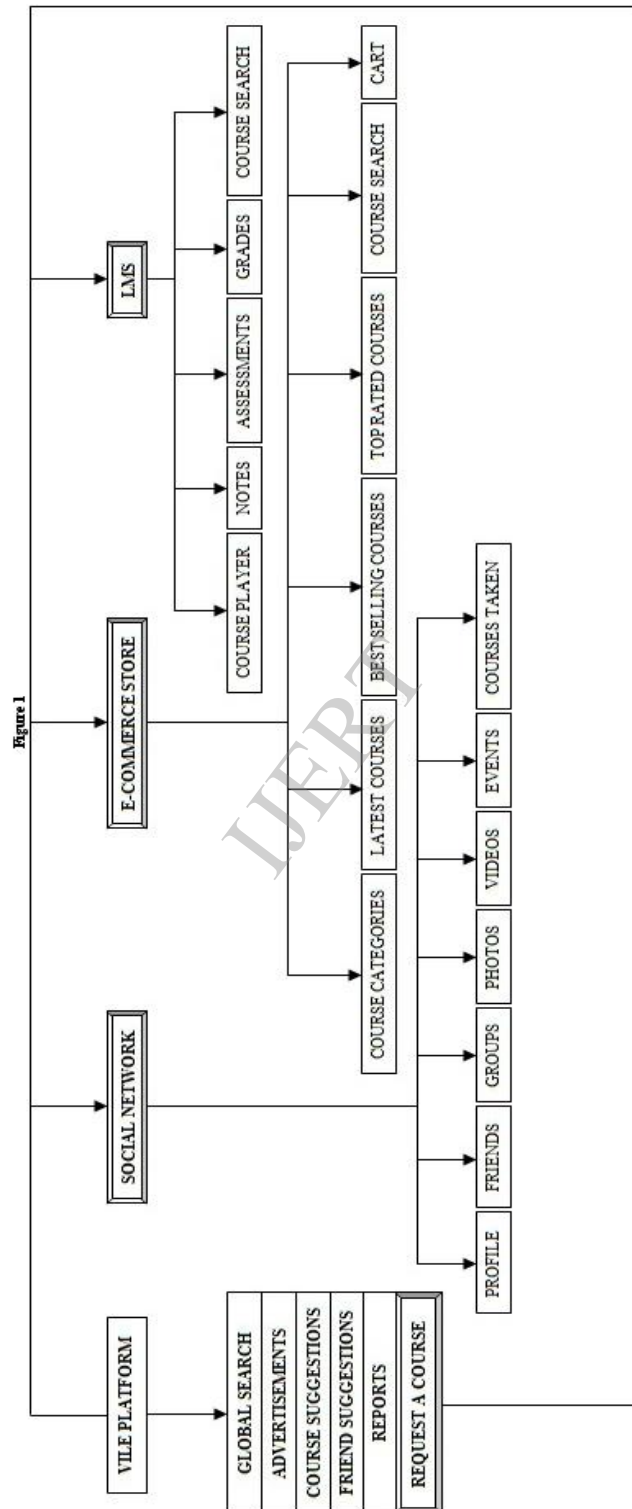 Figure 1
VILE PLATFORM
SOCIAL NETWORK
E-COMMERCE STORE
LMS
GLOBAL SEARCH
ADVERTISEMENTS
COURSE SUGGESTIONS
FRIEND SUGGESTIONS
REPORTS
REQUEST A COURSE
COURSE PLAYER
NOTES
ASSESSMENTS
GRADES
COURSE SEARCH
COURSE CATEGORIES
LATEST COURSES
BEST SELLING COURSES
TOP RATED COURSES
COURSE SEARCH
CART
PROFILE
FRIENDS
GROUPS
PHOTOS
VIDEOS
EVENTS
COURSES TAKEN
IJERT